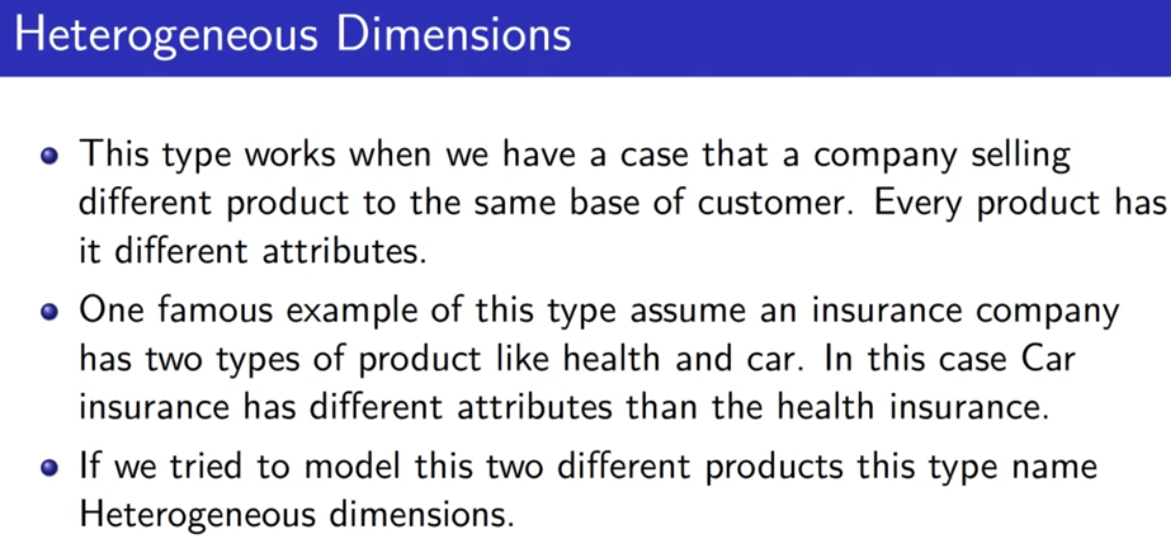 Heterogeneous Dimensions
This type works when we have a case that a company selling
different product to the same base of customer. Every product has
it different attributes.
One famous example of this type assume an insurance company
has two types of product like health and car. In this case Car
insurance has different attributes than the health insurance.
If we tried to model this two different products this type name
Heterogeneous dimensions.